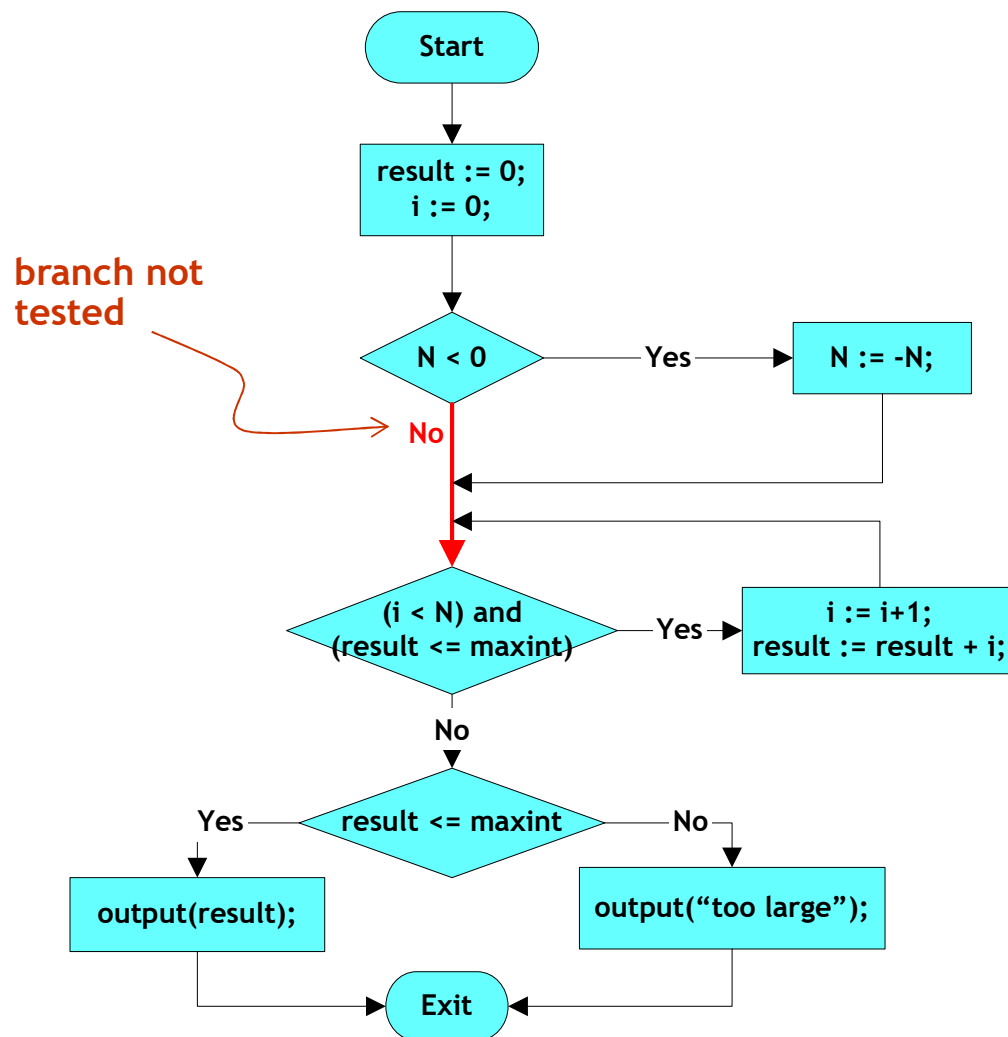 Start
result := 0;
i := 0;
branch not
tested
N < 0
Yes
N := -N;
No
(i < N) and
(result <= maxint)
Yes
i := i+1;
result := result + i;
No
Yes
result <= maxint
No
output(result);
output(“too large”);
Exit